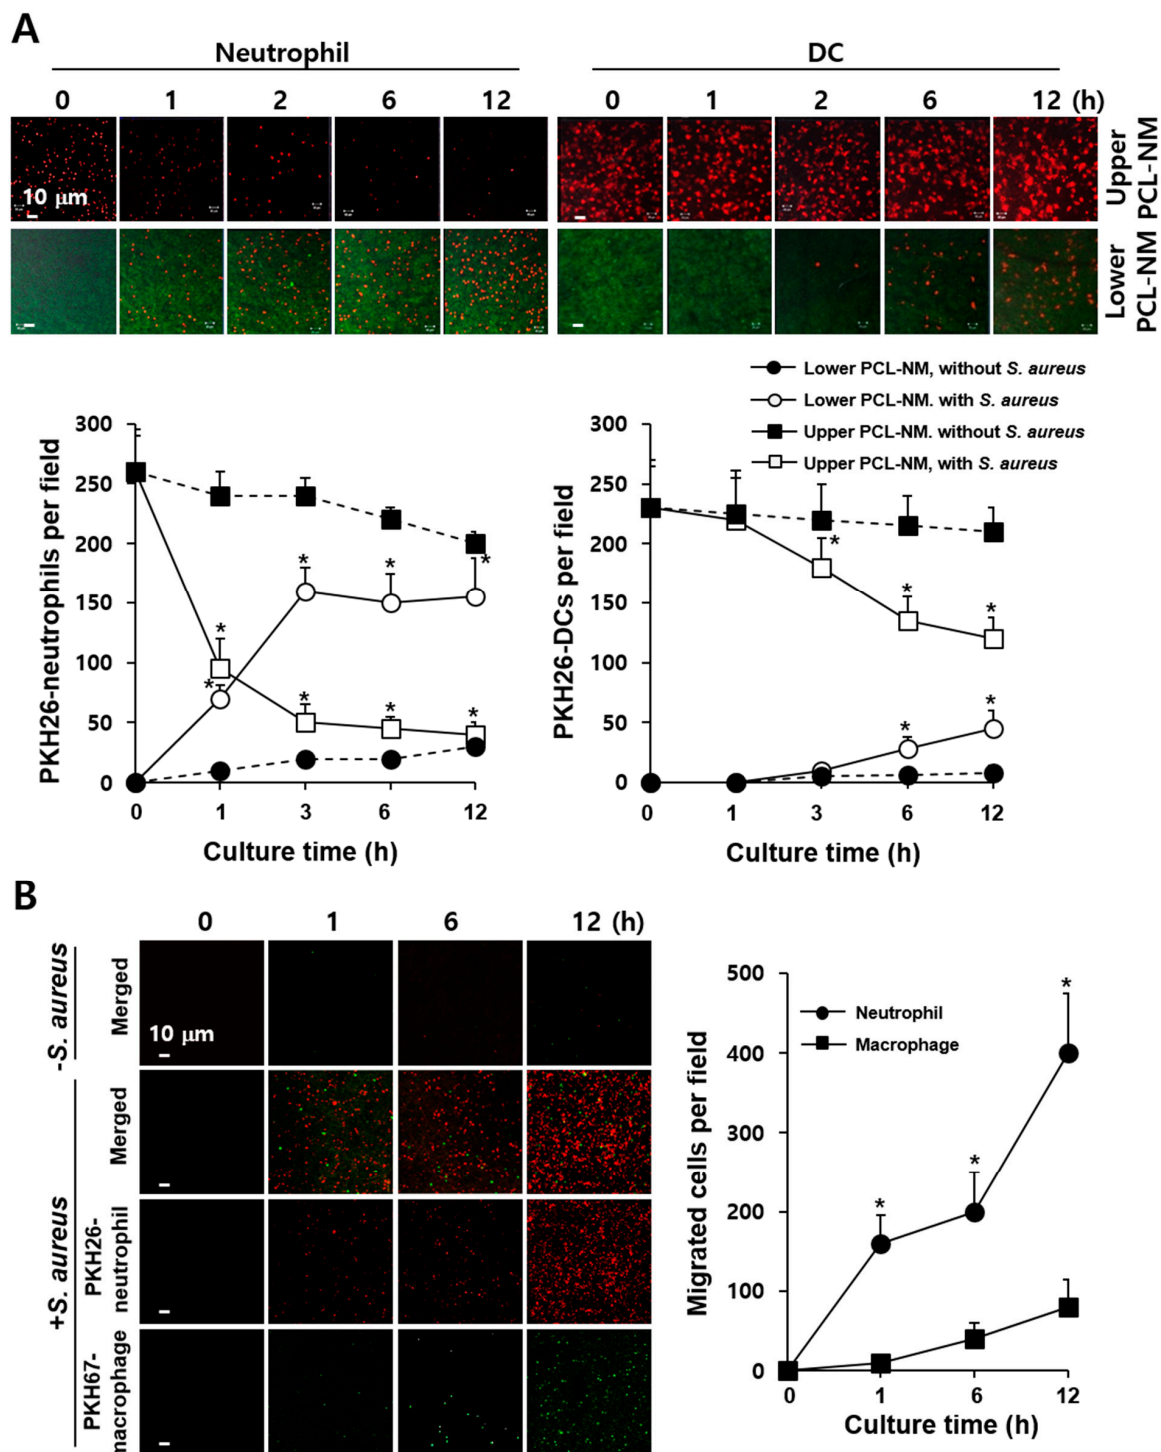 A
Neutrophil DC
0 1 2 6 12 0 1 2 6 12 (h)
10 μm
Upper
PCL-NM
Lower
PCL-NM
Lower PCL-NM, without S. aureus
Lower PCL-NM. with S. aureus
Upper PCL-NM. without S. aureus
Upper PCL-NM, with S. aureus
PKH26-neutrophils per field
300
250
200
150
100
50
0
* * * * * * * *
0 1 3 6 12
Culture time (h)
PKH26-DCs per field
300
250
200
150
100
50
0
* * * * *
0 1 3 6 12
Culture time (h)
B
0 1 6 12 (h)
-S. aureus
Merged
10 μm
+S. aureus
Merged
PKH26-
neutrophil
PKH67-
macrophage
Migrated cells per field
500
400
300
200
100
0
Neutrophil
Macrophage
* * *
0 1 6 12
Culture time (h)